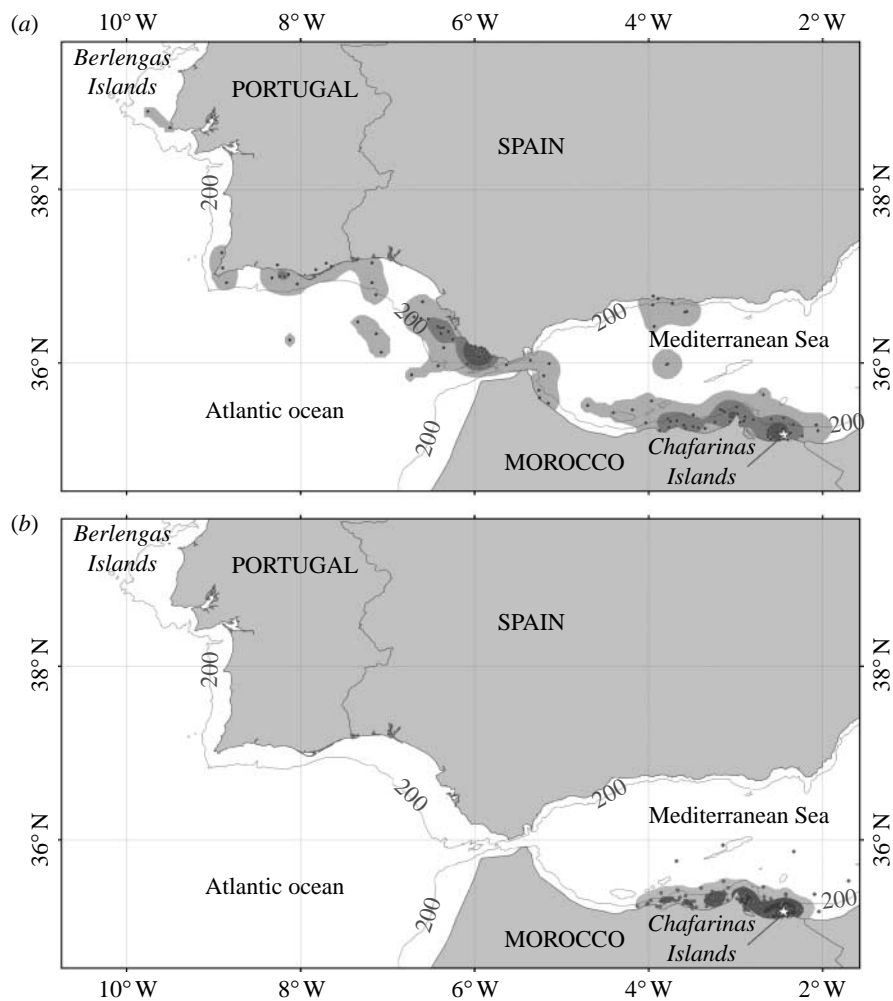 (a)
10° W 8° W 6° W 4° W 2° W
Berlengas
Islands
PORTUGAL
SPAIN
38° N
38° N
200
200
200
Mediterranean Sea
36° N
36° N
Atlantic ocean
200
200
Chafarinas
Islands
MOROCCO
(b)
Berlengas
Islands
PORTUGAL
SPAIN
38° N
38° N
200
200
200
Mediterranean Sea
36° N
36° N
Atlantic ocean
200
200
Chafarinas
Islands
MOROCCO
10° W 8° W 6° W 4° W 2° W